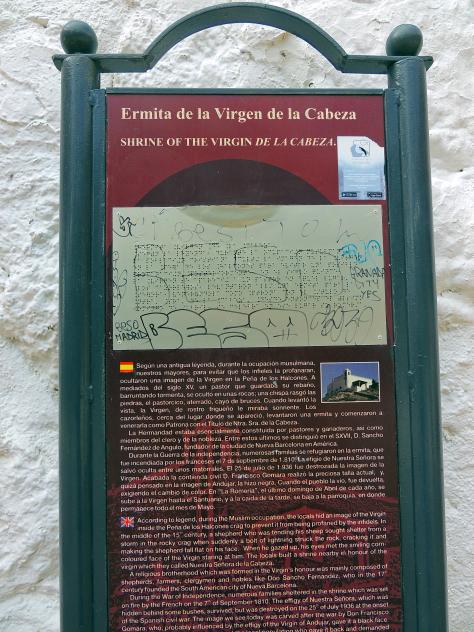 Ermita de la Virgen de la Cabeza
SHRINE OF THE VIRGIN DE LA CABEZA.
GRANADA
CITY
YFC
MADRID
Según una antigua leyenda, durante la ocupación musulmana,
nuestros mayores, para evitar que los infieles la profanaran,
ocultaron una imagen de la Virgen en la Peña de los Halcones. A
mediados del siglo XV, un pastor que guardaba su rebaño,
barruntando tormenta, se ocultó en unas rocas; una chispa rasgó las
piedras, el pastorcico, aterrado, cayó de bruces. Cuando levantó la
vista, la Virgen, de rostro trigueño le miraba sonriente. Los
cazorleños, cerca del lugar donde se apareció, levantaron una ermita y comenzaron a
venerarla como Patrona con el Título de Ntra. Sra. de la Cabeza.
La Hermandad estaba esencialmente constituida por pastores y ganaderos, así como
miembros del clero y de la nobleza. Entre estos últimos se distinguió en el S.XVII, D. Sancho
Fernández de Angulo, fundador de la ciudad de Nueva Barcelona en América.
Durante la Guerra de la Independencia, numerosas familias se refugiaron en la ermita, que
fue incendiada por los franceses el 7 de septiembre de 1810. La efigie de Nuestra Señora se
salvó oculta entre unos matorrales. El 25 de julio de 1.936 fue destrozada la imagen de la
Virgen. Acabada la contienda civil D. Francisco Gomara realizó la preciosa talla actual, y,
quizá pensado en la imagen de Andújar, la hizo negra. Cuando el pueblo la vio, fue devuelta,
exigiendo el cambio de color. En "La Romería", el último domingo de Abril de cada año, se
sube a la Virgen hasta el Santuario, y a la caída de la tarde, se baja a la parroquia, en donde
permanece todo el mes de Mayo.
According to legend, during the Muslim occupation, the locals hid an image of the Virgin
inside the Peña de los Halcones crag to prevent it from being profaned by the infidels. In
the middle of the 15th century, a shepherd who was tending his sheep sought shelter from a
storm in the rocky crag when suddenly a bolt of lightning struck the rock, cracking it and
making the shepherd fall flat on his face. When he gazed up, his eyes met the smiling corn-
coloured face of the Virgin staring at him. The locals built a shrine nearby in honour of the
virgin which they called Nuestra Señora de la Cabeza.
A religious brotherhood which was formed in the Virgin's honour was mainly composed of
shepherds, farmers, clergymen and nobles like Don Sancho Fernández, who in the 17th
century founded the South American city of Nueva Barcelona.
During the War of Independence, numerous families sheltered in the shrine which was set
on fire by the French on the 7th of September 1810. The effigy of Nuestra Señora, which was
hidden behind some bushes, survived, but was destroyed on the 25th of July 1936 at the onset
of the Spanish civil war. The image we see today was carved after the war by Don Francisco
Gomara, who, probably influenced by the effigy of the Virgin of Andujar, gave it a black face